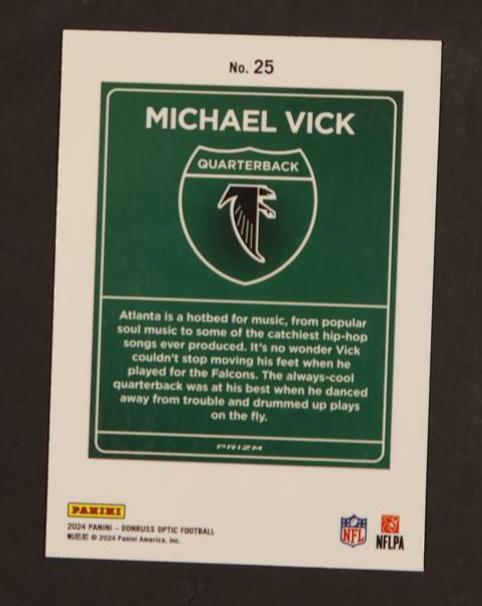 No. 25
MICHAEL VICK
QUARTERBACK
Atlanta is a hotbed for music, from popular
soul music to some of the catchiest hip-hop
songs ever produced. It's no wonder Vick
couldn't stop moving his feet when he
played for the Falcons. The always-cool
quarterback was at his best when he danced
away from trouble and drummed up plays
on the fly.
PRIZM
PANINI
2024 PANINI – DONRUSS OPTIC FOOTBALL
帕尼尼 © 2024 Panini America, Inc.
NFL
NFLPA